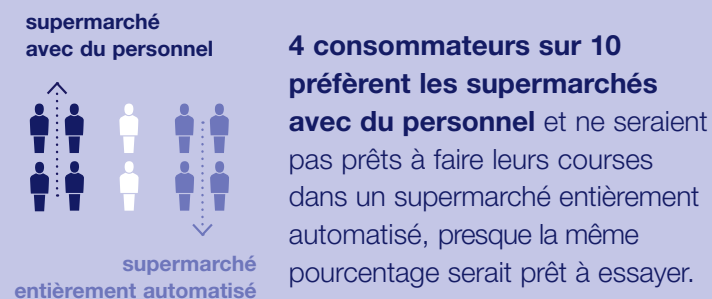 supermarché
avec du personnel
4 consommateurs sur 10
préfèrent les supermarchés
avec du personnel et ne seraient
pas prêts à faire leurs courses
dans un supermarché entièrement
automatisé, presque la même
pourcentage serait prêt à essayer.
supermarché
entièrement automatisé